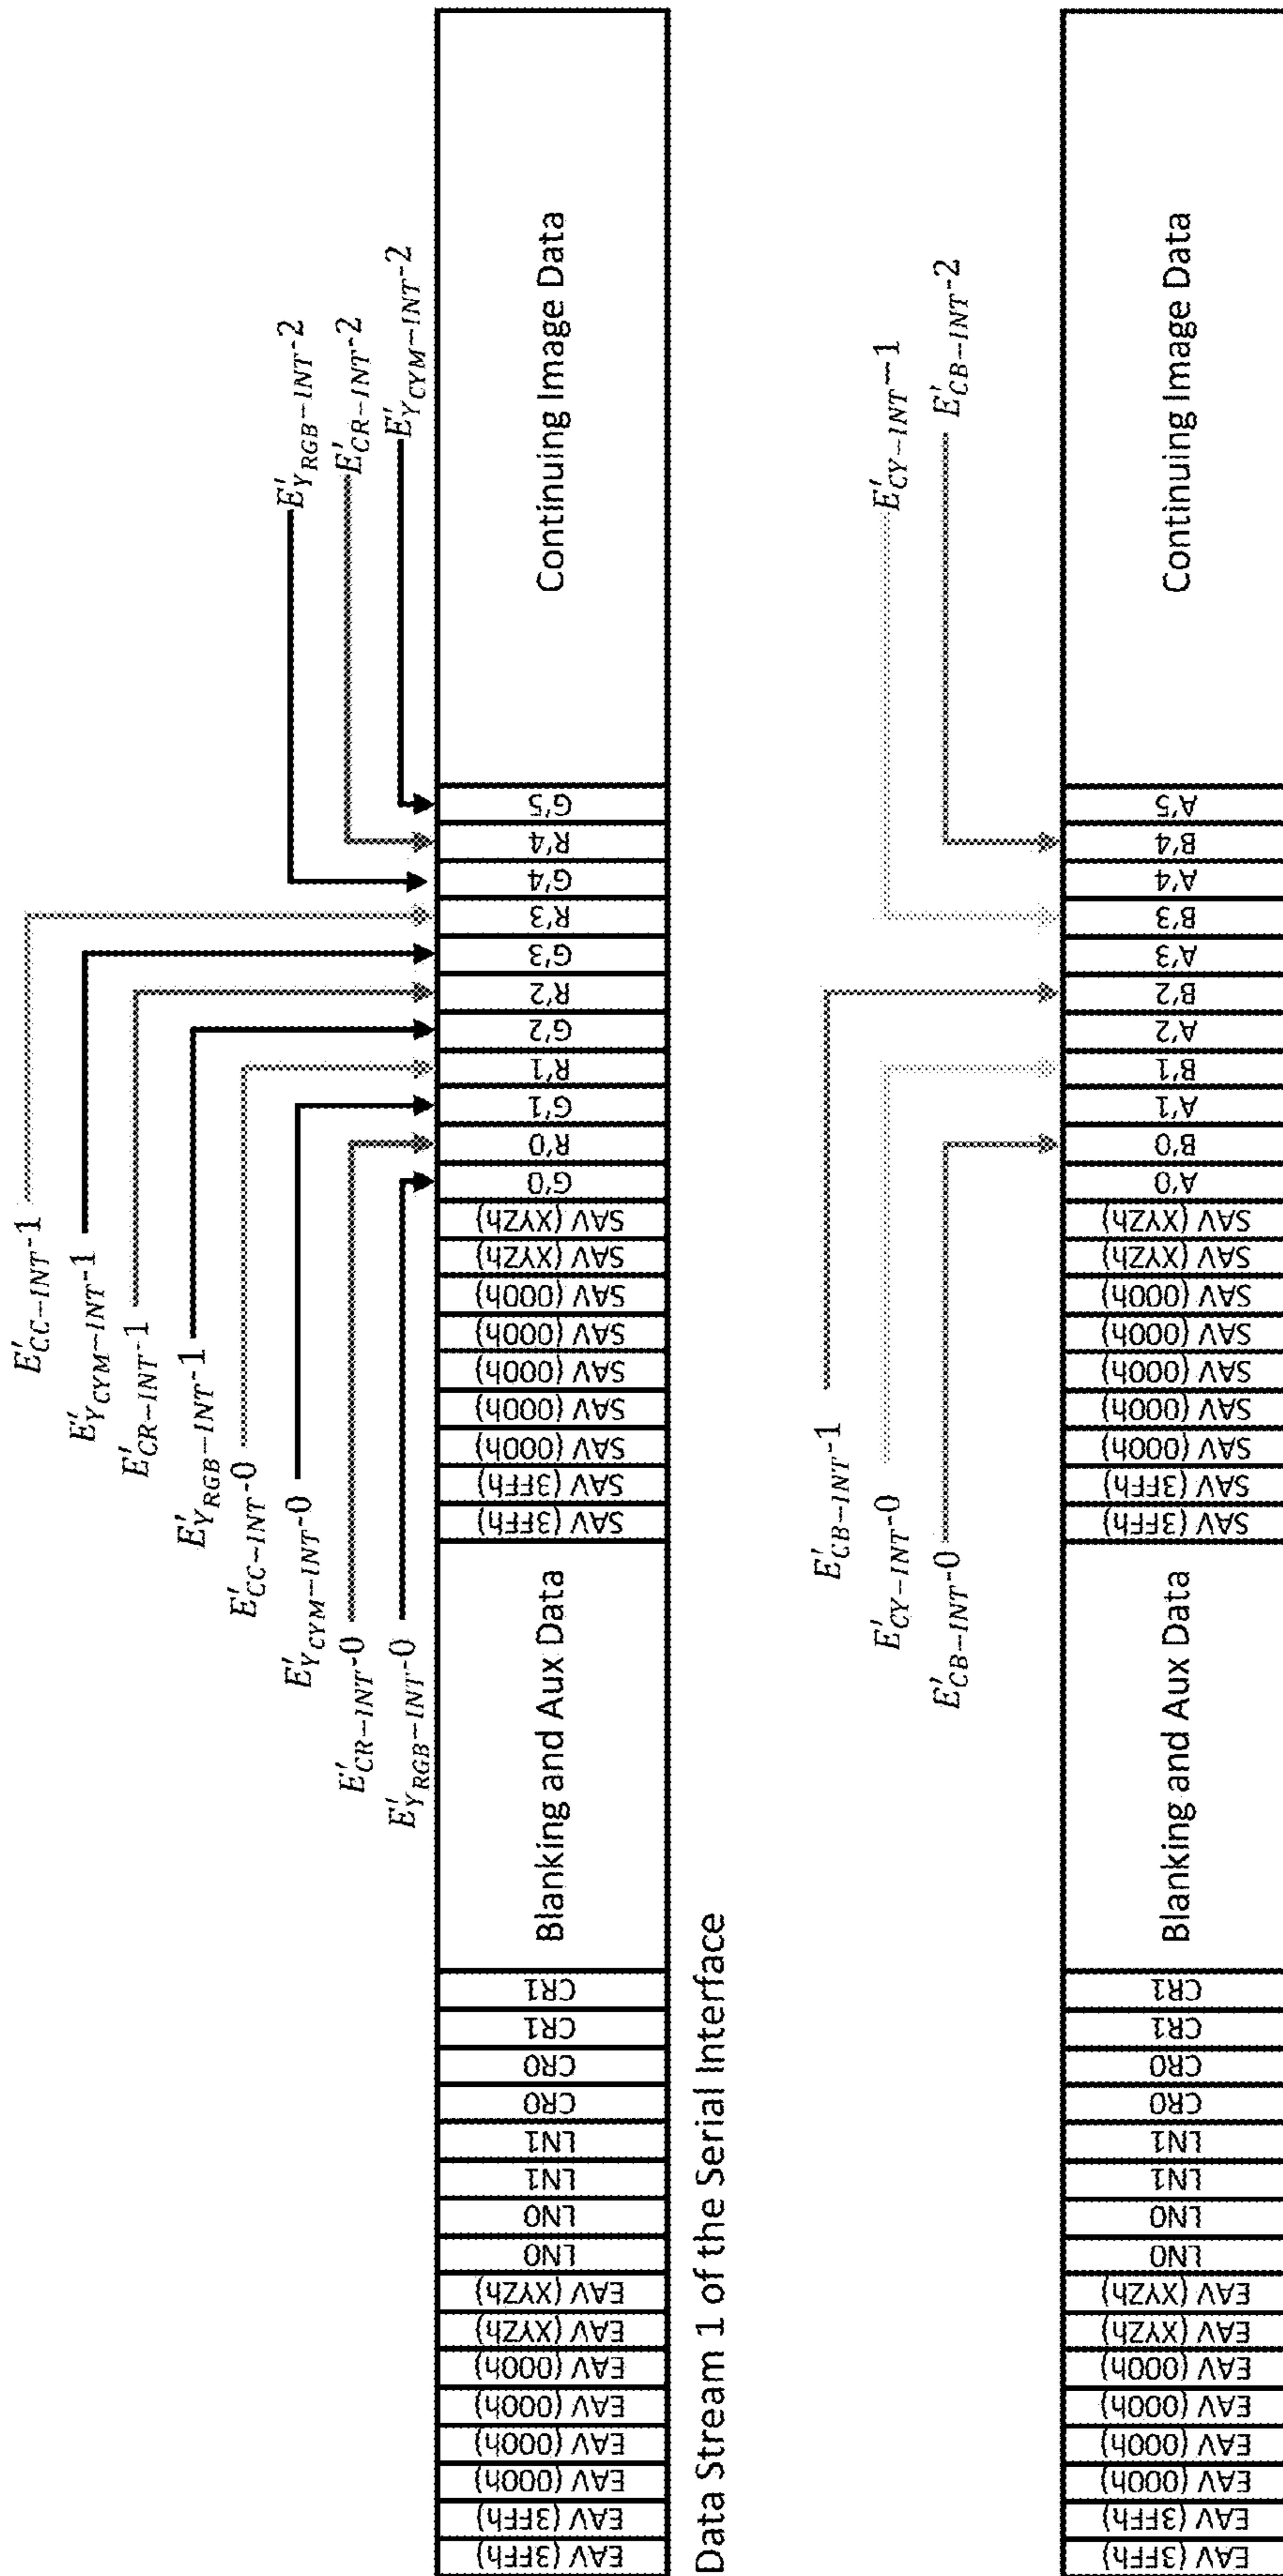 E'CC−INT-1
E'YCYM−INT-1
E'CR−INT-1
E'YRGB−INT-1
E'CC−INT-0
E'YCYM−INT-0
E'CR−INT-0
E'YRGB−INT-0
E'YRGB−INT-2
E'CR−INT-2
E'YCYM−INT-2
EAV (3FFh)
EAV (3FFh)
EAV (000h)
EAV (000h)
EAV (000h)
EAV (000h)
EAV (XYZh)
EAV (XYZh)
LN0
LN0
LN1
LN1
CR0
CR0
CR1
CR1
Blanking and Aux Data
SAV (3FFh)
SAV (3FFh)
SAV (000h)
SAV (000h)
SAV (000h)
SAV (000h)
SAV (000h)
SAV (XYZh)
SAV (XYZh)
G'0
R'0
G'1
R'1
G'2
R'2
G'3
R'3
G'4
R'4
G'5
Continuing Image Data
Data Stream 1 of the Serial Interface
E'CB−INT-1
E'CY−INT-0
E'CB−INT-0
E'CY−INT−-1
E'CB−INT-2
EAV (3FFh)
EAV (3FFh)
EAV (000h)
EAV (000h)
EAV (000h)
EAV (000h)
EAV (XYZh)
EAV (XYZh)
LN0
LN0
LN1
LN1
CR0
CR0
CR1
CR1
Blanking and Aux Data
SAV (3FFh)
SAV (3FFh)
SAV (000h)
SAV (000h)
SAV (000h)
SAV (000h)
SAV (000h)
SAV (XYZh)
SAV (XYZh)
A'0
B'0
A'1
B'1
A'2
B'2
A'3
B'3
A'4
B'4
A'5
Continuing Image Data